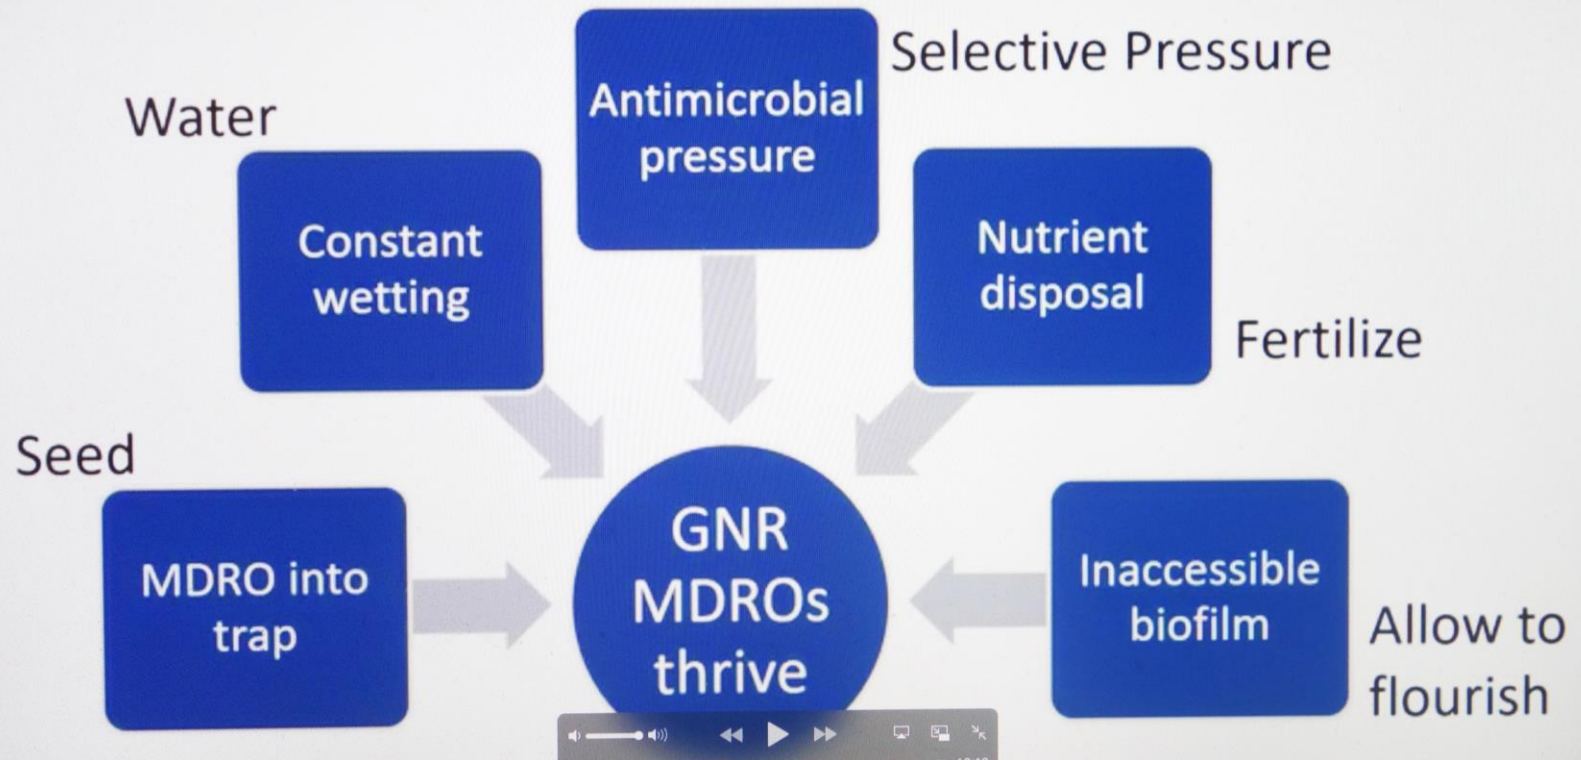 Selective Pressure
Antimicrobial
pressure
Water
Constant
wetting
Nutrient
disposal
Fertilize
Seed
MDRO into
trap
GNR
MDROs
thrive
Inaccessible
biofilm
Allow to
flourish